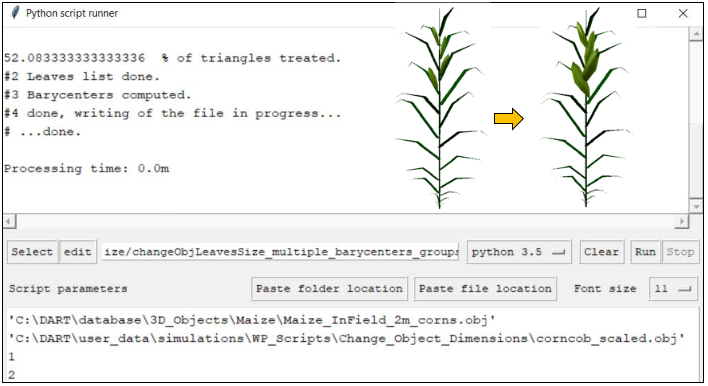 Python script runner
52.083333333333336  % of triangles treated.
#2 Leaves list done.
#3 Barycenters computed.
#4 done, writing of the file in progress...
# ...done.
Processing time: 0.0m
Select edit ize/changeObjLeavesSize_multiple_barycenters_groups python 3.5 Clear Run Stop
Script parameters Paste folder location Paste file location Font size 11
'C:\DART\database\3D_Objects\Maize\Maize_InField_2m_corns.obj'
'C:\DART\user_data\simulations\WP_Scripts\Change_Object_Dimensions\corncob_scaled.obj'
1
2